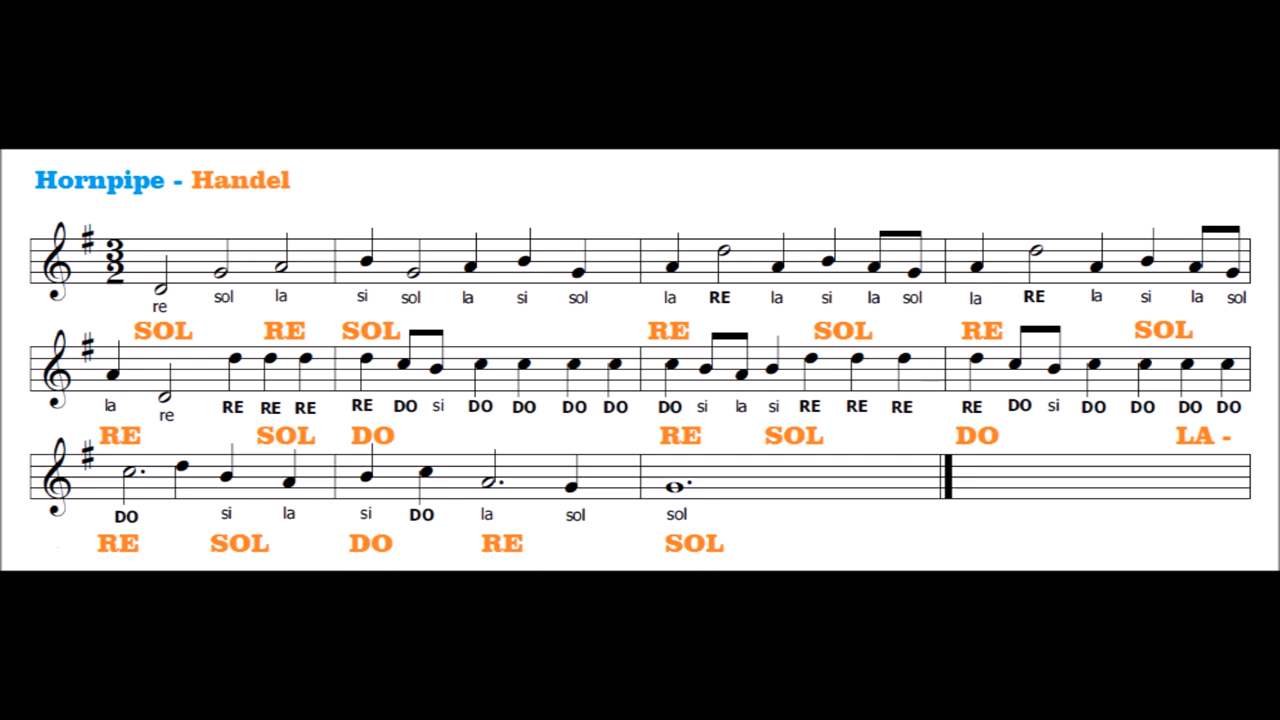 Hornpipe - Handel
3
2
re sol la si sol la si sol la RE la si la sol la RE la si la sol
SOL RE SOL RE SOL RE SOL
la re RE RE RE RE DO si DO DO DO DO DO si la si RE RE RE RE DO si DO DO DO DO
RE SOL DO RE SOL DO LA -
DO si la si DO la sol sol
RE SOL DO RE SOL